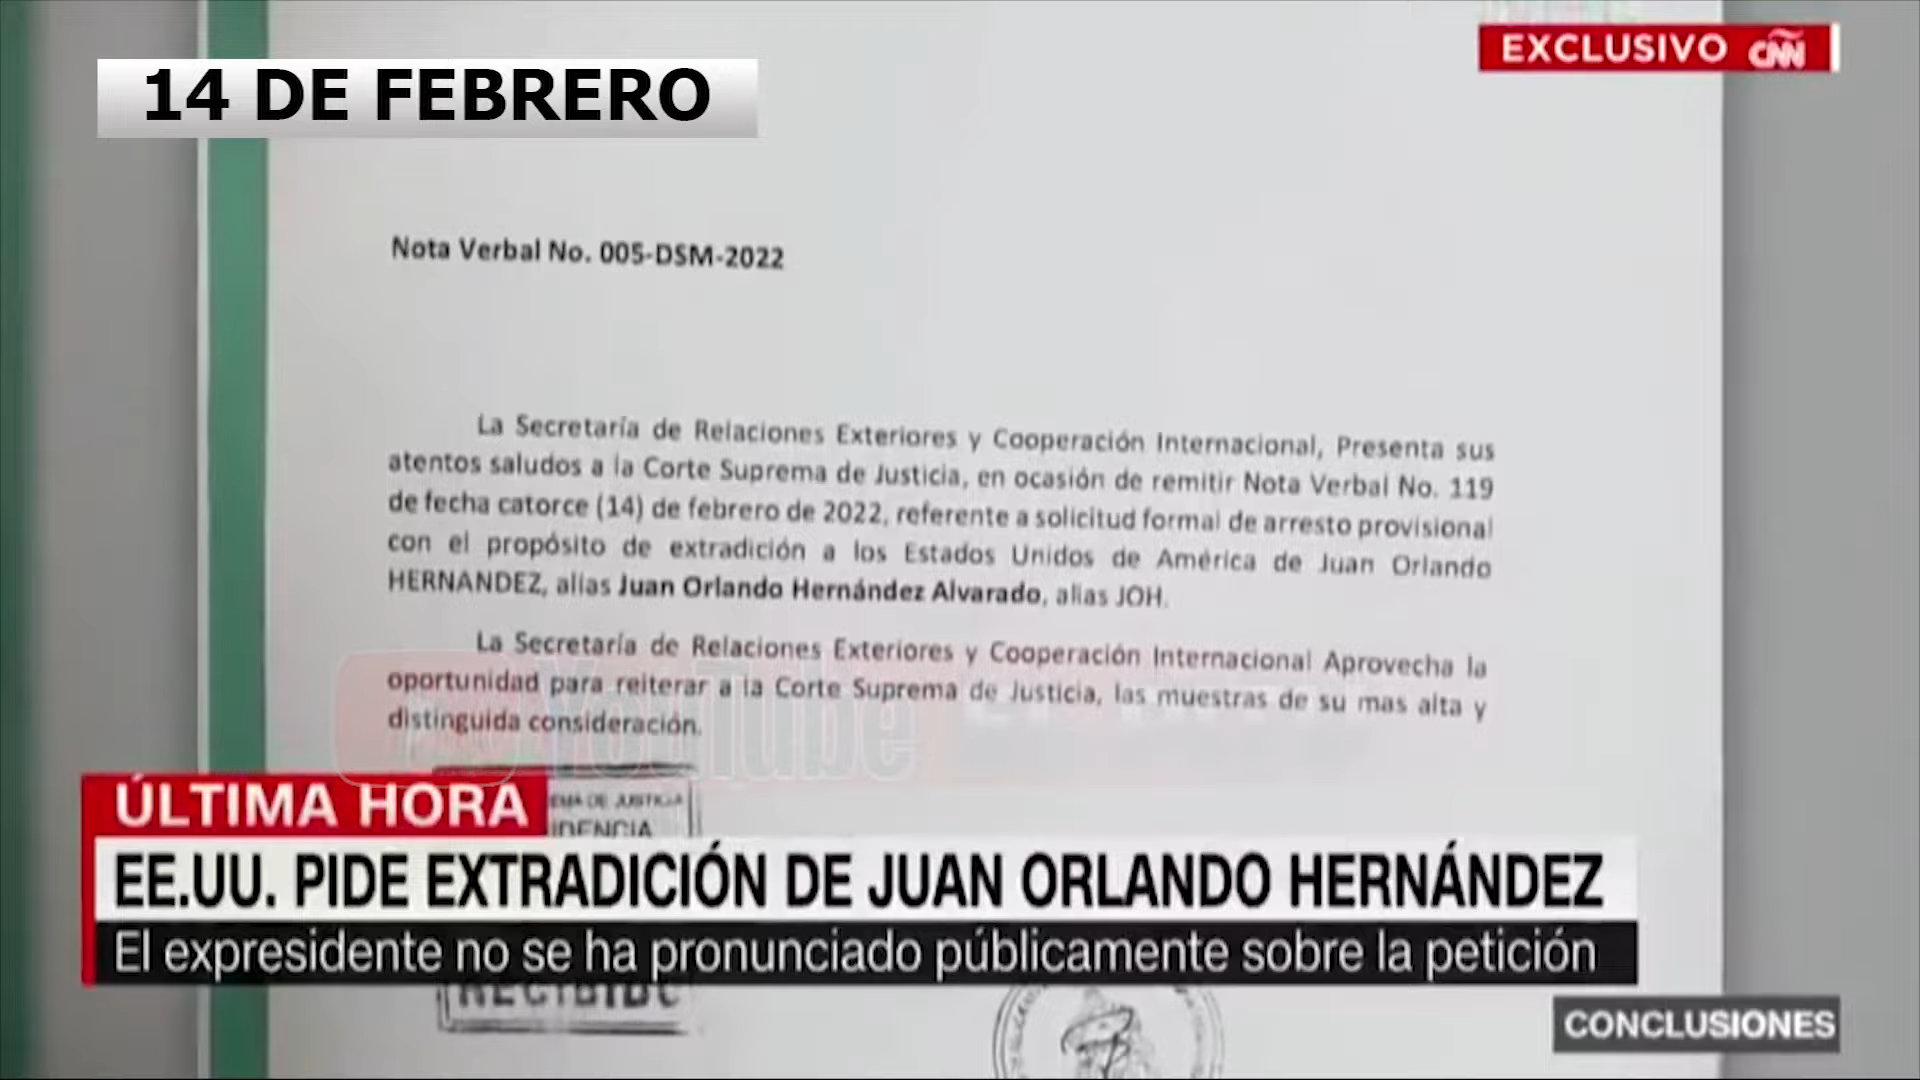 EXCLUSIVO CNN
14 DE FEBRERO
Nota Verbal No. 005-DSM-2022
La Secretaría de Relaciones Exteriores y Cooperación Internacional, Presenta sus
atentos saludos a la Corte Suprema de Justicia, en ocasión de remitir Nota Verbal No. 119
de fecha catorce (14) de febrero de 2022, referente a solicitud formal de arresto provisional
con el propósito de extradición a los Estados Unidos de América de Juan Orlando
HERNANDEZ, alias Juan Orlando Hernández Alvarado, alias JOH.
La Secretaría de Relaciones Exteriores y Cooperación Internacional Aprovecha la
oportunidad para reiterar a la Corte Suprema de Justicia, las muestras de su mas alta y
distinguida consideración.
YouTube
ÚLTIMA HORA
EMA DE JUSTICIA
IDENCIA
EE.UU. PIDE EXTRADICIÓN DE JUAN ORLANDO HERNÁNDEZ
El expresidente no se ha pronunciado públicamente sobre la petición
RECIBIDO
CONCLUSIONES